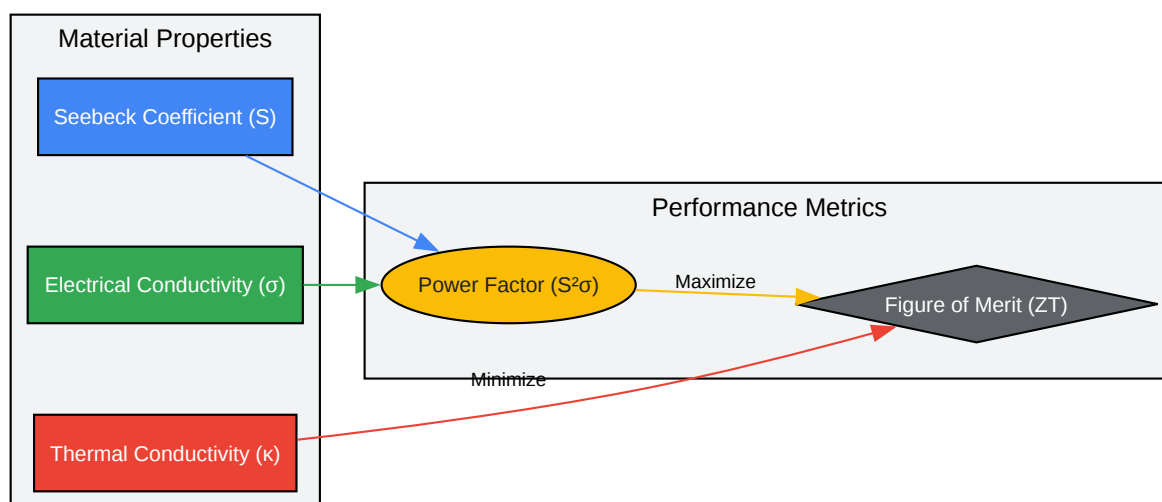 Material Properties
Seebeck Coefficient (S)
Electrical Conductivity (σ)
Thermal Conductivity (κ)
Performance Metrics
Power Factor (S²σ)
Maximize
Figure of Merit (ZT)
Minimize